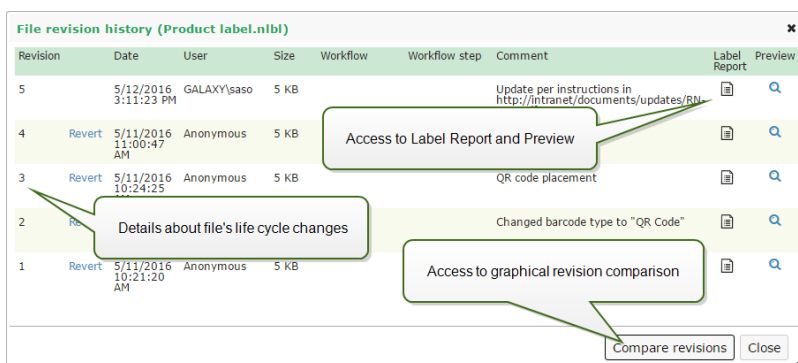 File revision history (Product label.nlbl)
Revision Date User Size Workflow Workflow step Comment Label Report Preview
5 5/12/2016 3:11:23 PM GALAXY\saso 5 KB Update per instructions in http://intranet/documents/updates/RN-
4 Revert 5/11/2016 11:00:47 AM Anonymous 5 KB
Access to Label Report and Preview
3 Revert 5/11/2016 10:24:25 Anonymous 5 KB QR code placement
Details about file's life cycle changes
2 Changed barcode type to "QR Code"
Access to graphical revision comparison
1 Revert 5/11/2016 10:21:20 AM Anonymous 5 KB
Compare revisions Close